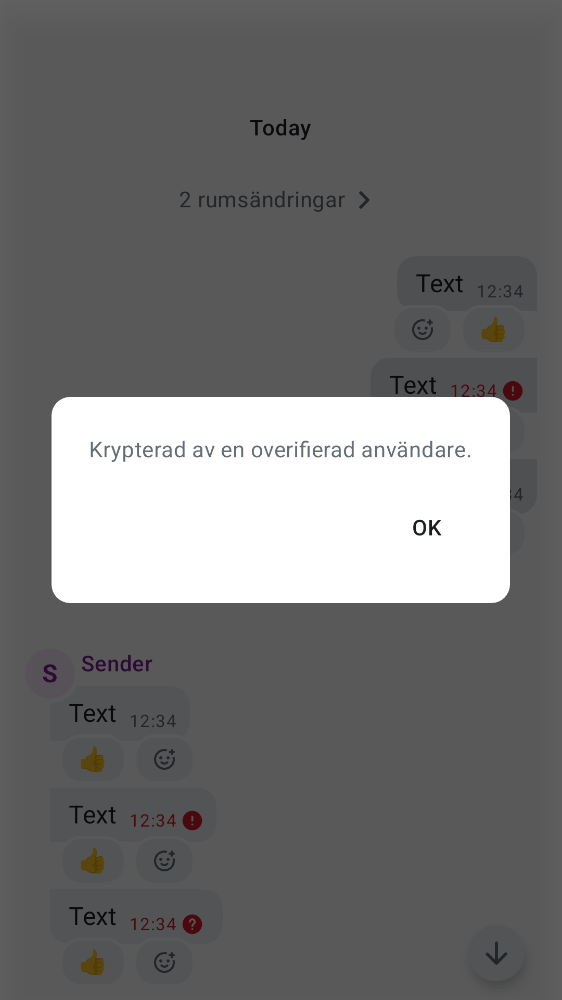 Today
2 rumsändringar
Text 12:34
Text 12:34
Krypterad av en overifierad användare.
OK
S
Sender
Text 12:34
Text 12:34
Text 12:34